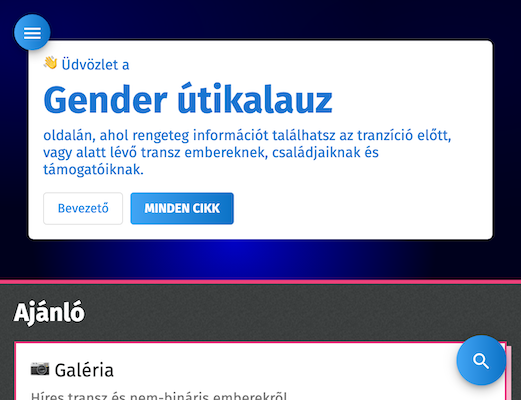 👋 Üdvözlet a
Gender útikalauz
oldalán, ahol rengeteg információt találhatsz az tranzíció előtt,
vagy alatt lévő transz embereknek, családjaiknak és
támogatóiknak.
Bevezető
MINDEN CIKK
Ajánló
📷 Galéria
Híres transz és nem-bináris emberekről